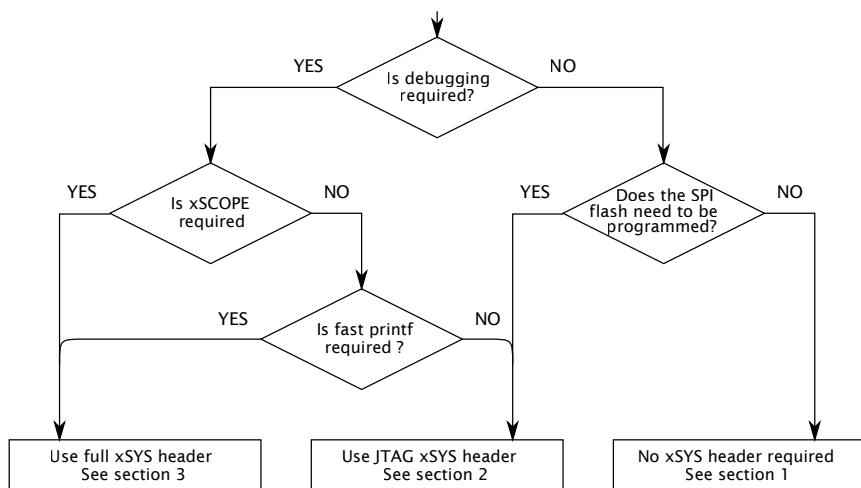 YES
Is debugging
required?
NO
YES
Is xSCOPE
required
NO
YES
Does the SPI
flash need to be
programmed?
NO
YES
Is fast printf
required ?
NO
Use full xSYS header
See section 3
Use JTAG xSYS header
See section 2
No xSYS header required
See section 1